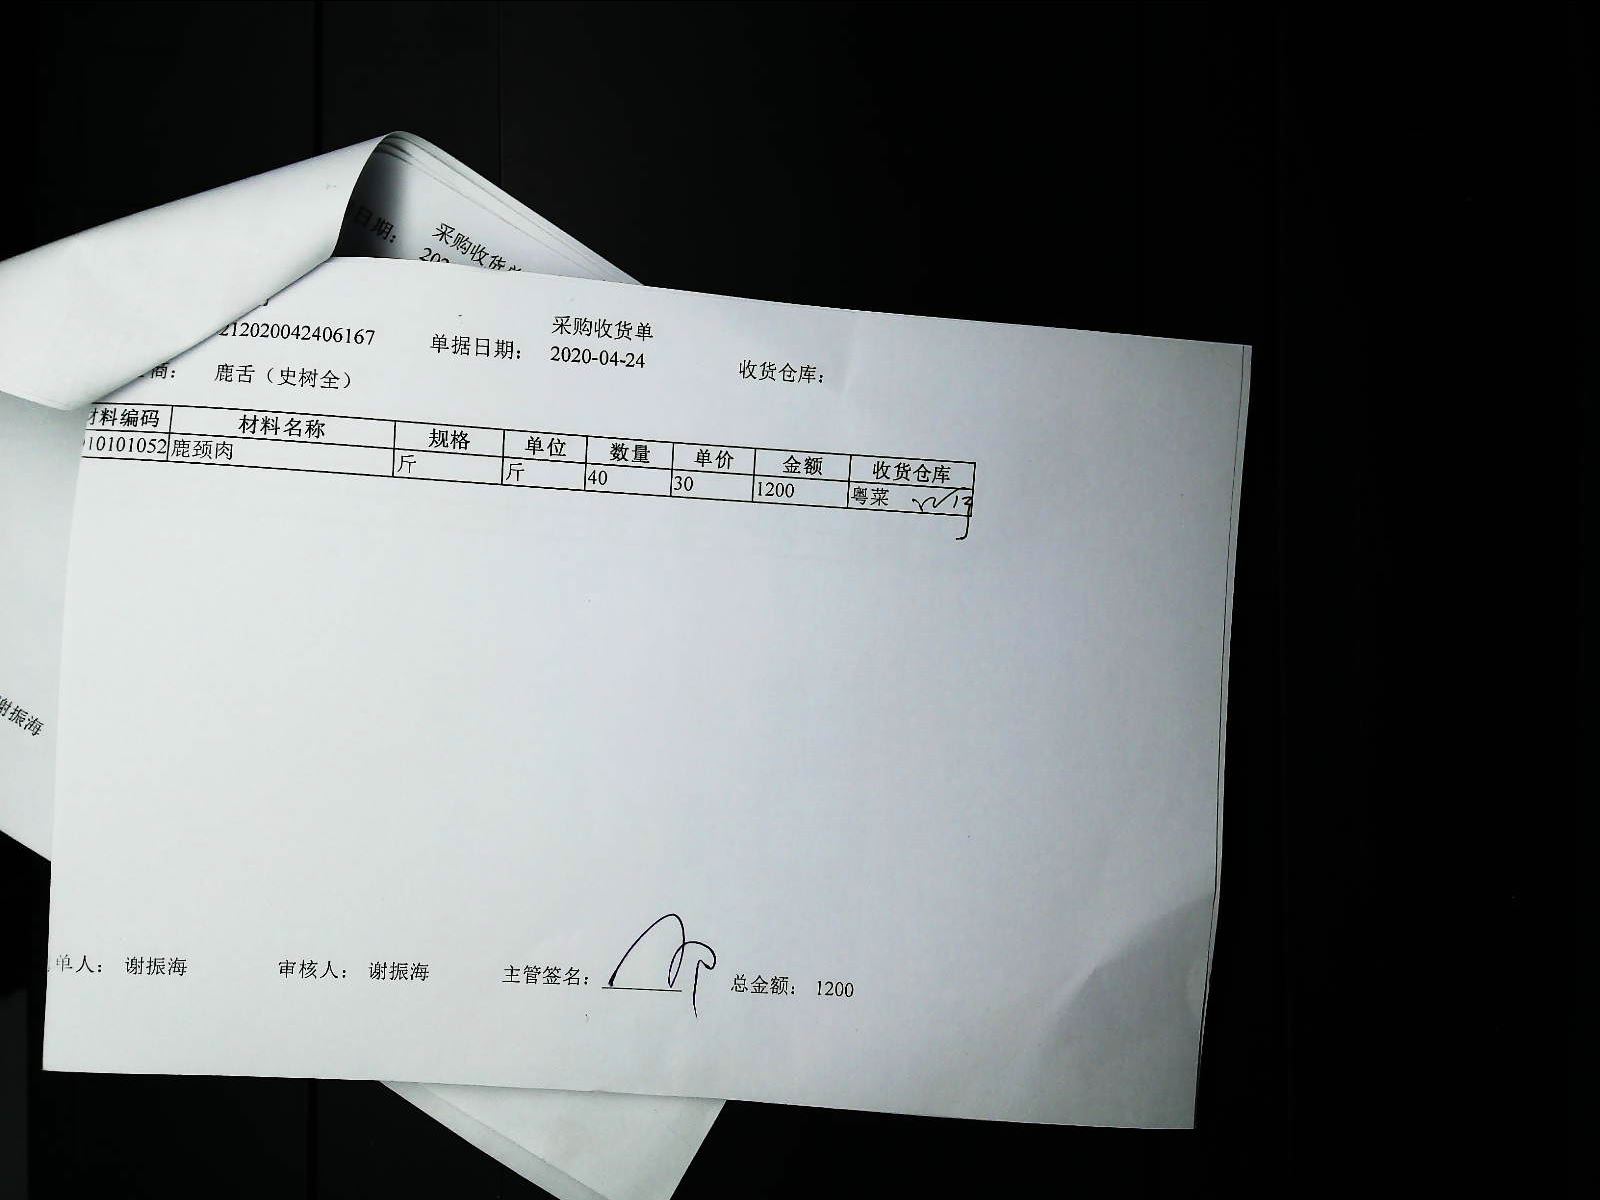 日期：
采购收货单
采购收货单
212020042406167
单据日期： 2020-04-24
收货仓库：
商： 鹿舌（史树全）
材料编码 材料名称 规格 单位 数量 单价 金额 收货仓库
10101052 鹿颈肉 斤 斤 40 30 1200 粤菜
谢振海
单人： 谢振海 审核人： 谢振海 主管签名： 总金额： 1200